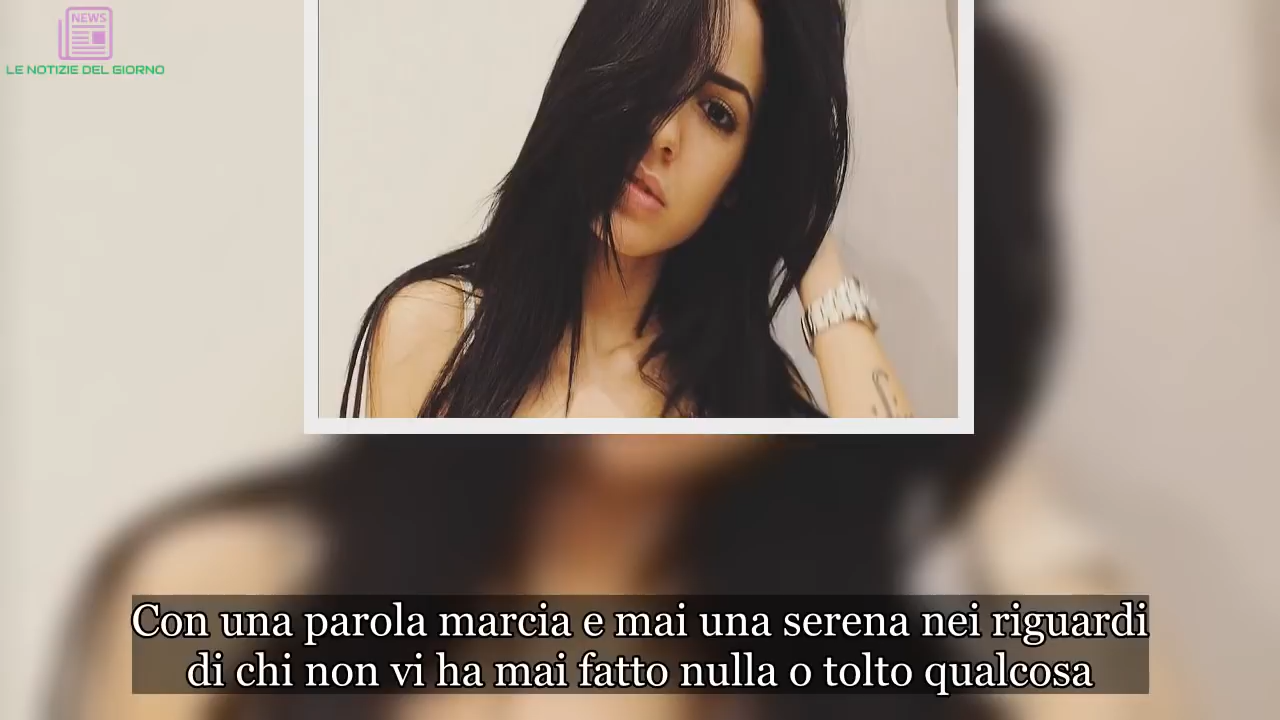 NEWS
LE NOTIZIE DEL GIORNO
Con una parola marcia e mai una serena nei riguardi
di chi non vi ha mai fatto nulla o tolto qualcosa